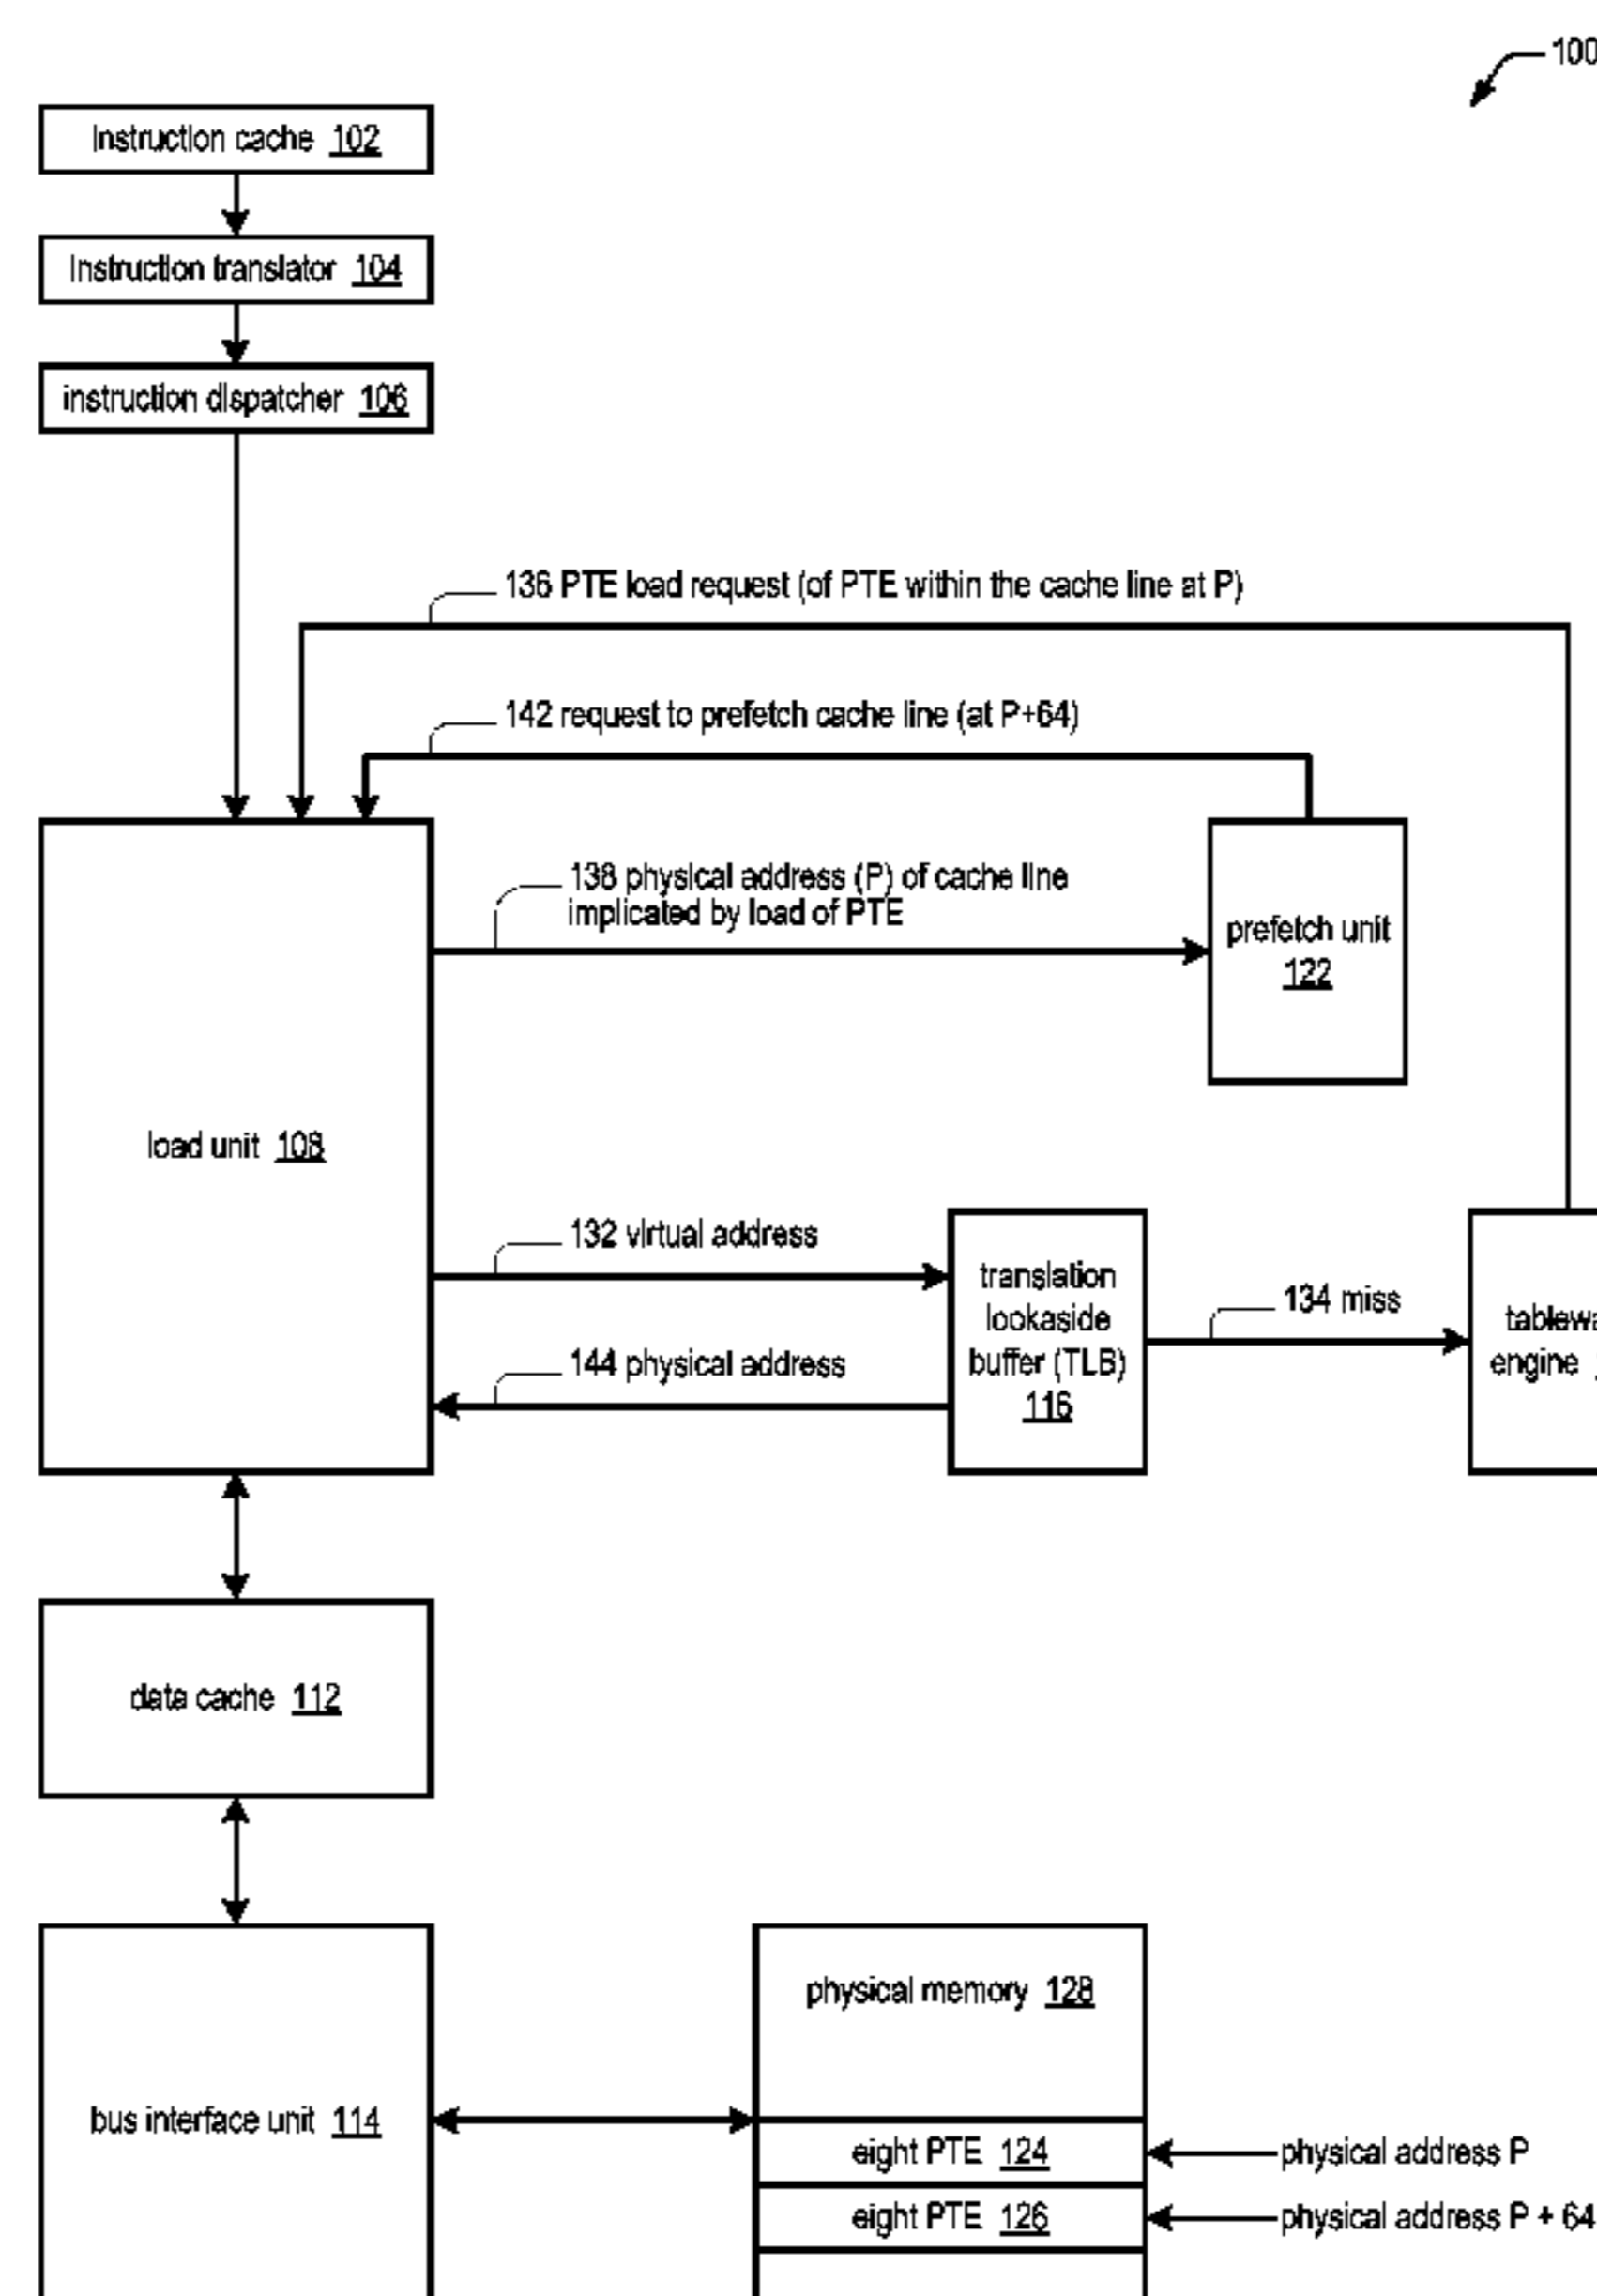 100
instruction cache 102
instruction translator 104
instruction dispatcher 106
136 PTE load request (of PTE within the cache line at P)
142 request to prefetch cache line (at P+64)
138 physical address (P) of cache line
implicated by load of PTE
prefetch unit
122
load unit 108
132 virtual address
translation
lookaside
buffer (TLB)
116
134 miss
144 physical address
engine
data cache 112
physical memory 128
bus interface unit 114
eight PTE 124
physical address P
eight PTE 126
physical address P + 64